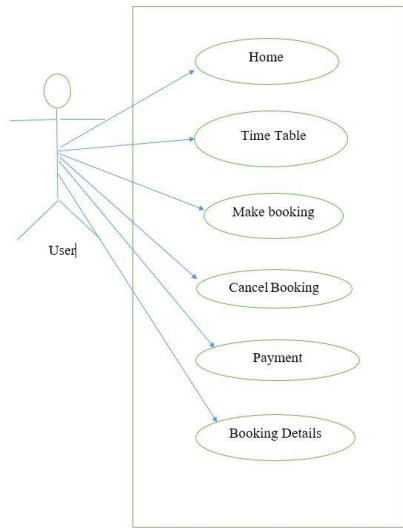 Home
Time Table
Make booking
User
Cancel Booking
Payment
Booking Details